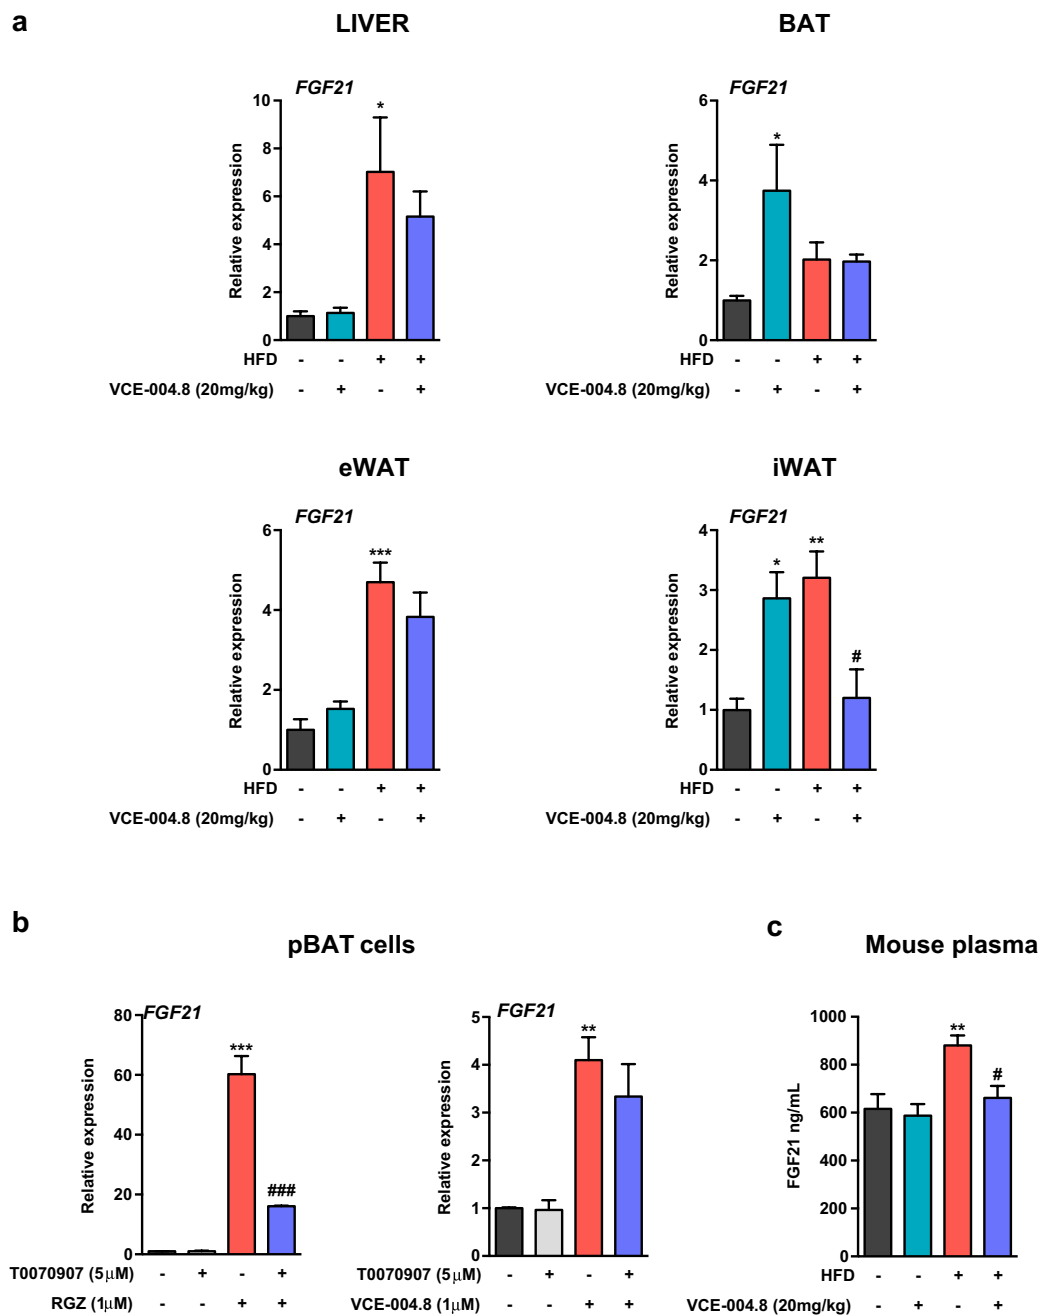 a
LIVER
BAT
FGF21
Relative expression
10
8
6
4
2
0
*
HFD - - + +
VCE-004.8 (20mg/kg) - + - +
FGF21
Relative expression
6
4
2
0
*
HFD - - + +
VCE-004.8 (20mg/kg) - + - +
eWAT
iWAT
FGF21
Relative expression
6
4
2
0
***
HFD - - + +
VCE-004.8 (20mg/kg) - + - +
FGF21
Relative expression
4
3
2
1
0
*
**
#
HFD - - + +
VCE-004.8 (20mg/kg) - + - +
b
pBAT cells
FGF21
Relative expression
80
60
40
20
0
***
###
T0070907 (5μM) - + - +
RGZ (1μM) - - + +
FGF21
Relative expression
5
4
3
2
1
0
**
T0070907 (5μM) - + - +
VCE-004.8 (1μM) - - + +
c
Mouse plasma
FGF21 ng/mL
1000
800
600
400
200
0
**
#
HFD - - + +
VCE-004.8 (20mg/kg) - + - +